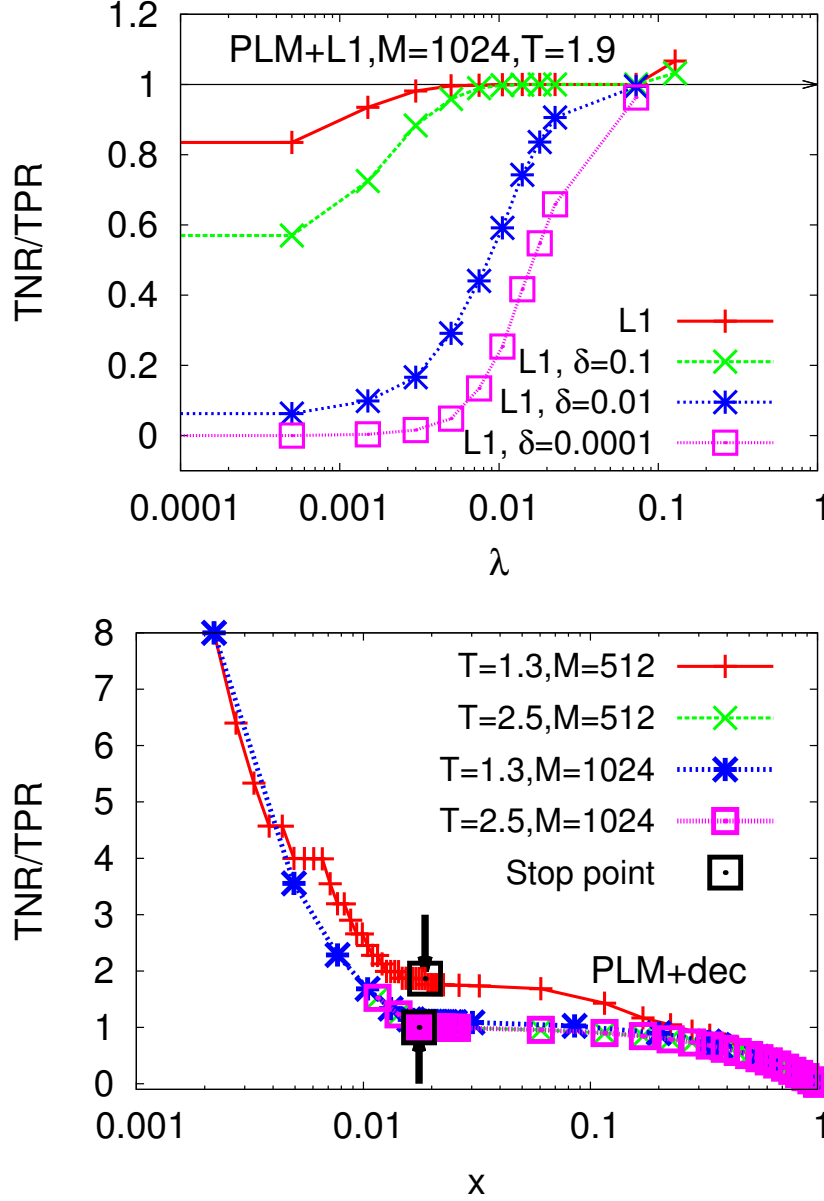 PLM+L1,M=1024,T=1.9
1.2
1
0.8
0.6
0.4
0.2
0
TNR/TPR
L1
L1, δ=0.1
L1, δ=0.01
L1, δ=0.0001
0.0001 0.001 0.01 0.1 1
λ
8
7
6
5
4
3
2
1
0
TNR/TPR
T=1.3,M=512
T=2.5,M=512
T=1.3,M=1024
T=2.5,M=1024
Stop point
PLM+dec
0.001 0.01 0.1 1
x